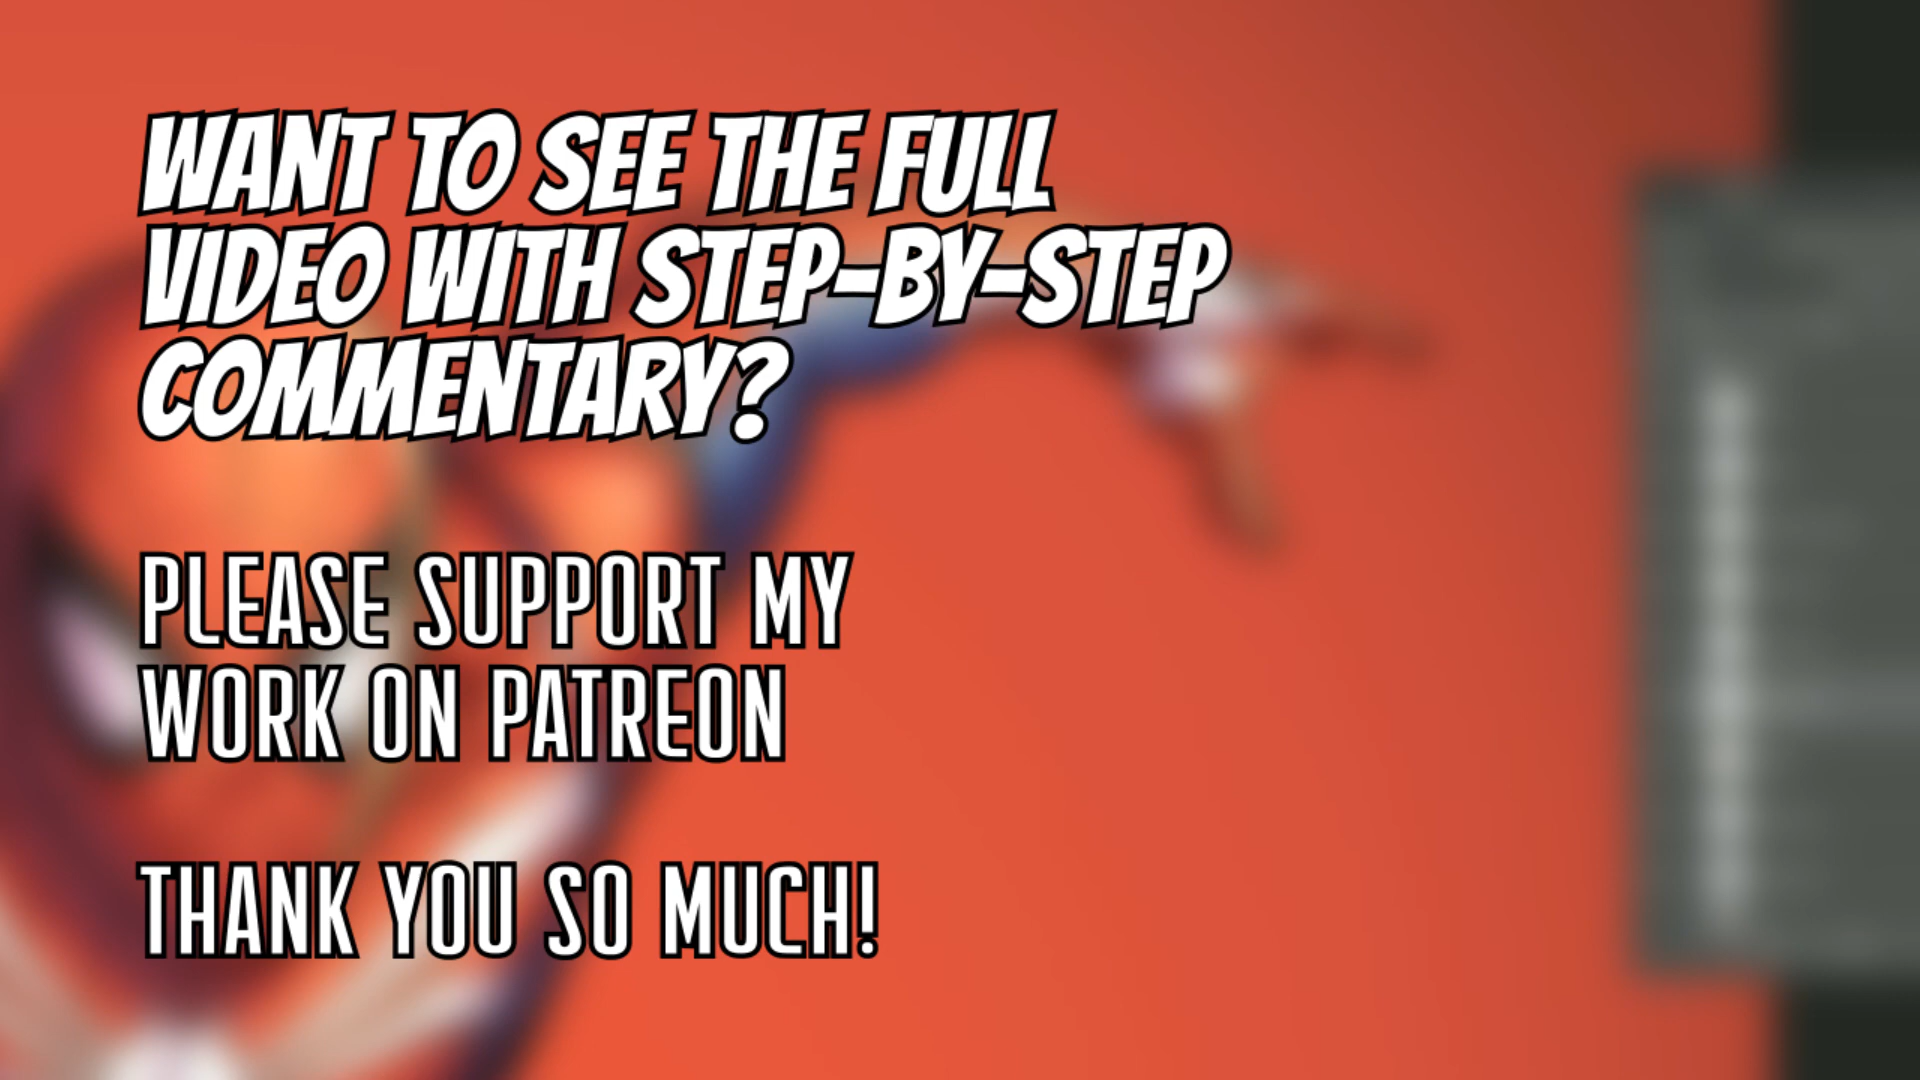 WANT TO SEE THE FULL
VIDEO WITH STEP-BY-STEP
COMMENTARY?
PLEASE SUPPORT MY
WORK ON PATREON
THANK YOU SO MUCH!